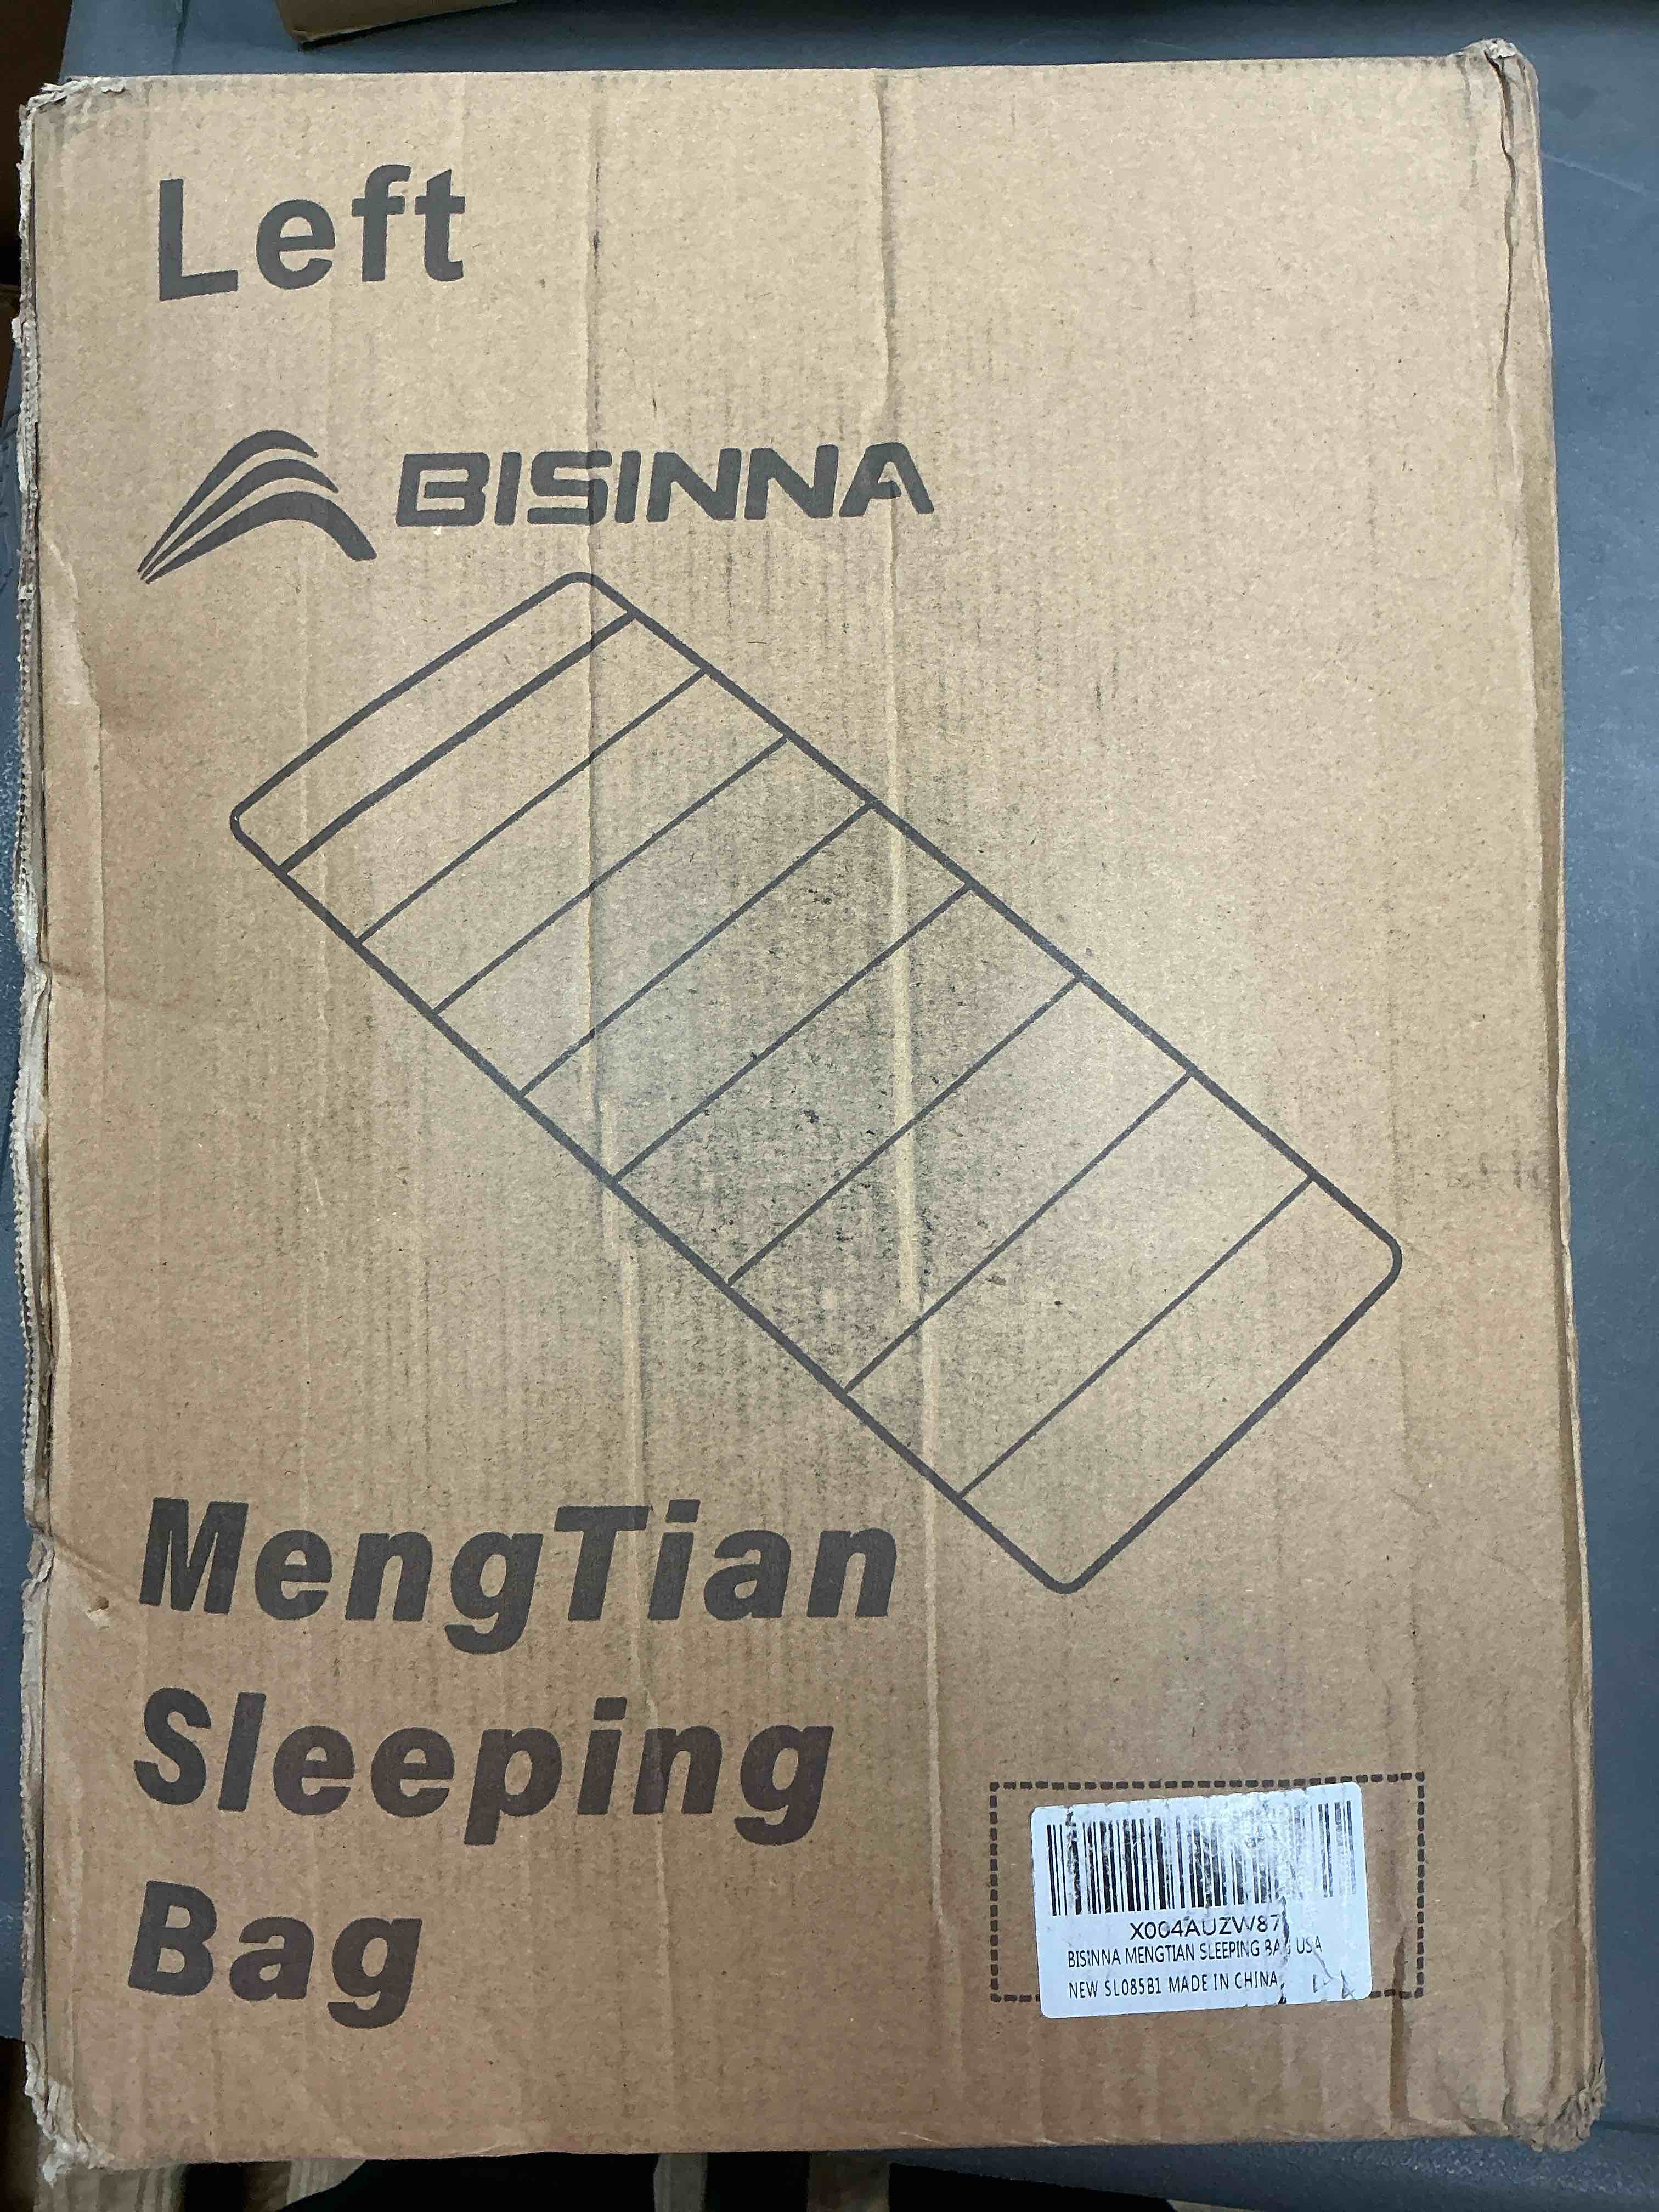 Left
BISINNA
MengTian
Sleeping
Bag
X004AUZW87
BISINNA MENGTIAN SLEEPING BAG USA
NEW SL085B1 MADE IN CHINA